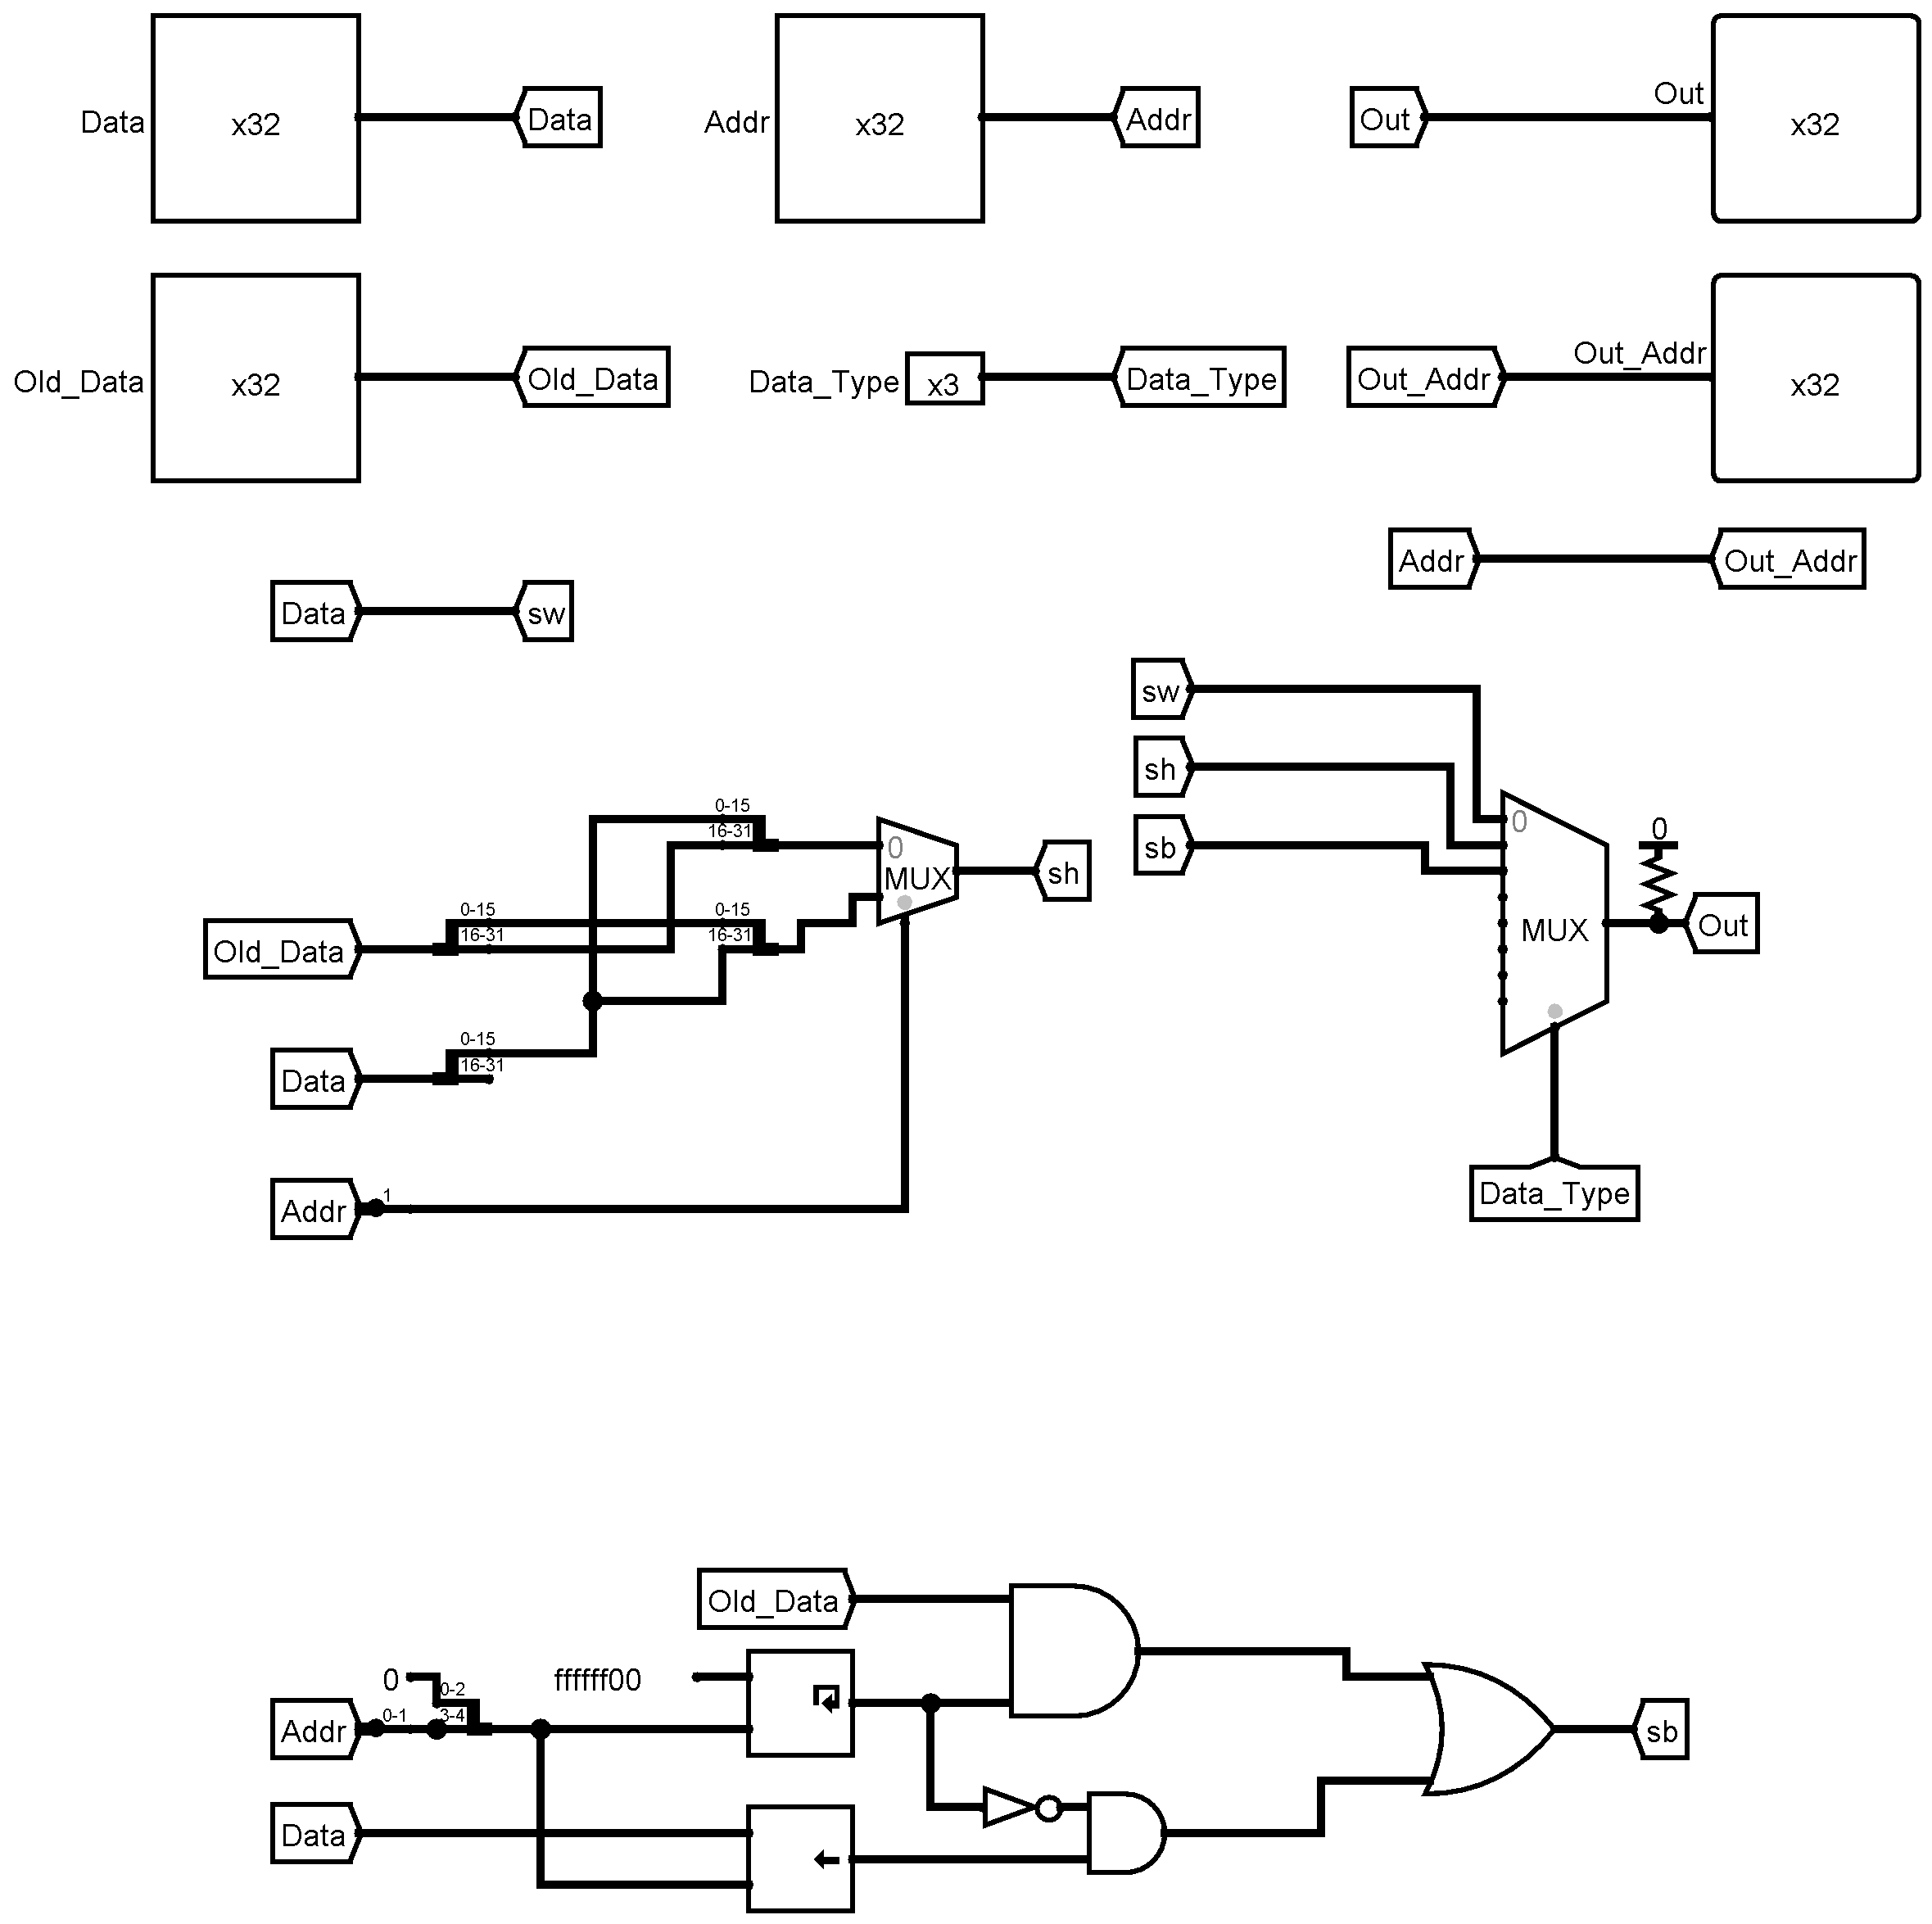 Data
x32
Data
Addr
x32
Addr
Out
Out
x32
Old_Data
x32
Old_Data
Data_Type
x3
Data_Type
Out_Addr
Out_Addr
x32
Addr
Out_Addr
Data
sw
sw
sh
sb
0
MUX
0
Out
Data_Type
0-15
16-31
0
MUX
sh
Old_Data
0-15
16-31
0-15
16-31
Data
0-15
16-31
Addr
1
Old_Data
0
0-2
ffffff00
Addr
0-1
3-4
sb
Data